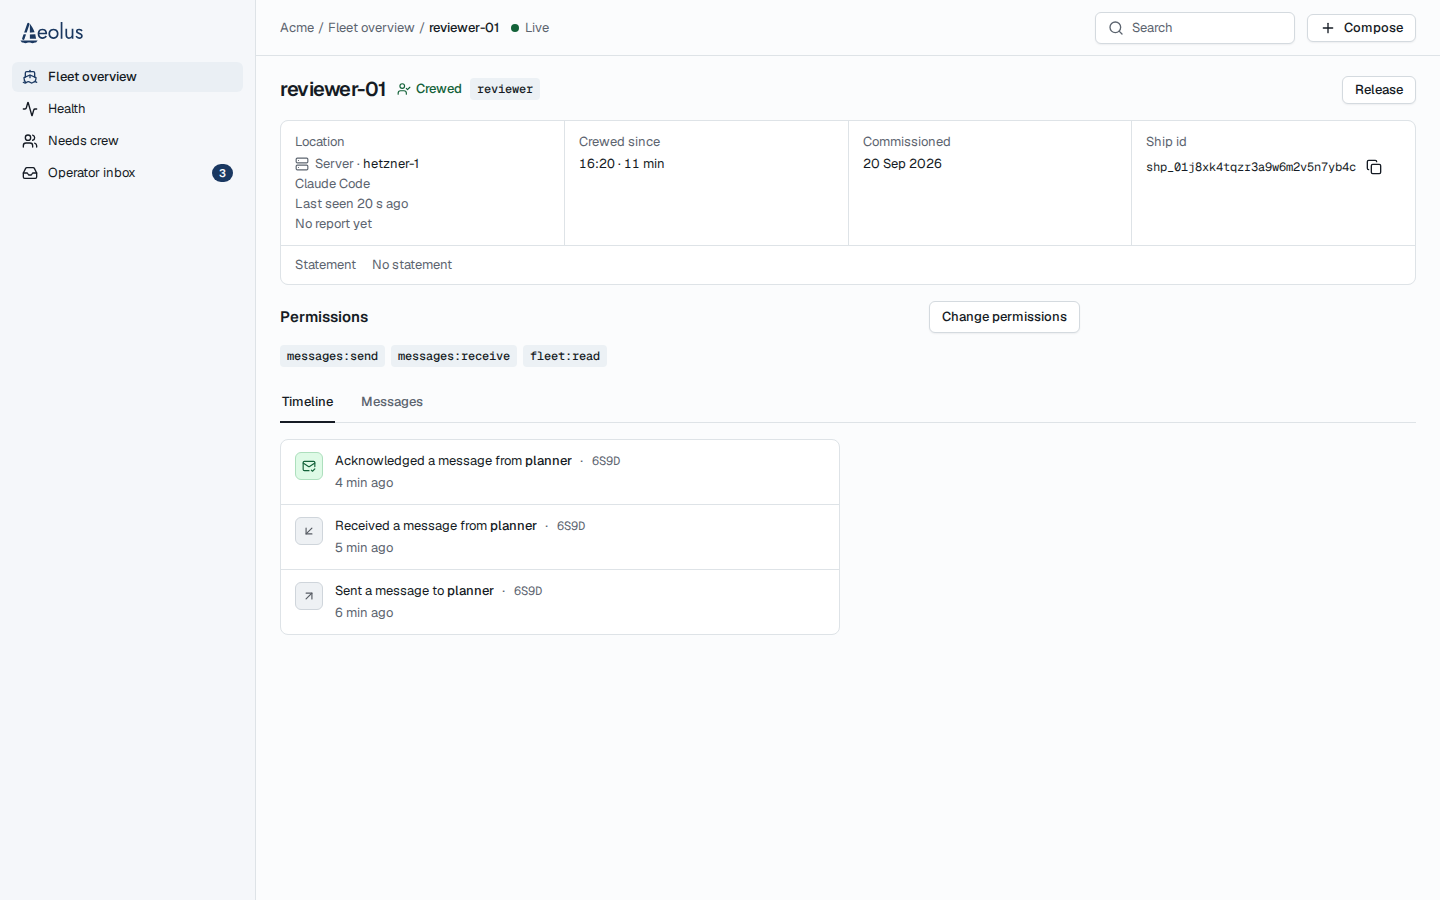 Aeolus
Fleet overview
Health
Needs crew
Operator inbox 3
Acme / Fleet overview / reviewer-01 Live
Search
Compose
reviewer-01 Crewed reviewer
Release
Location
Server · hetzner-1
Claude Code
Last seen 20 s ago
No report yet
Crewed since
16:20 · 11 min
Commissioned
20 Sep 2026
Ship id
shp_01j8xk4tqzr3a9w6m2v5n7yb4c
Statement No statement
Permissions
Change permissions
messages:send messages:receive fleet:read
Timeline Messages
Acknowledged a message from planner · 6S9D
4 min ago
Received a message from planner · 6S9D
5 min ago
Sent a message to planner · 6S9D
6 min ago